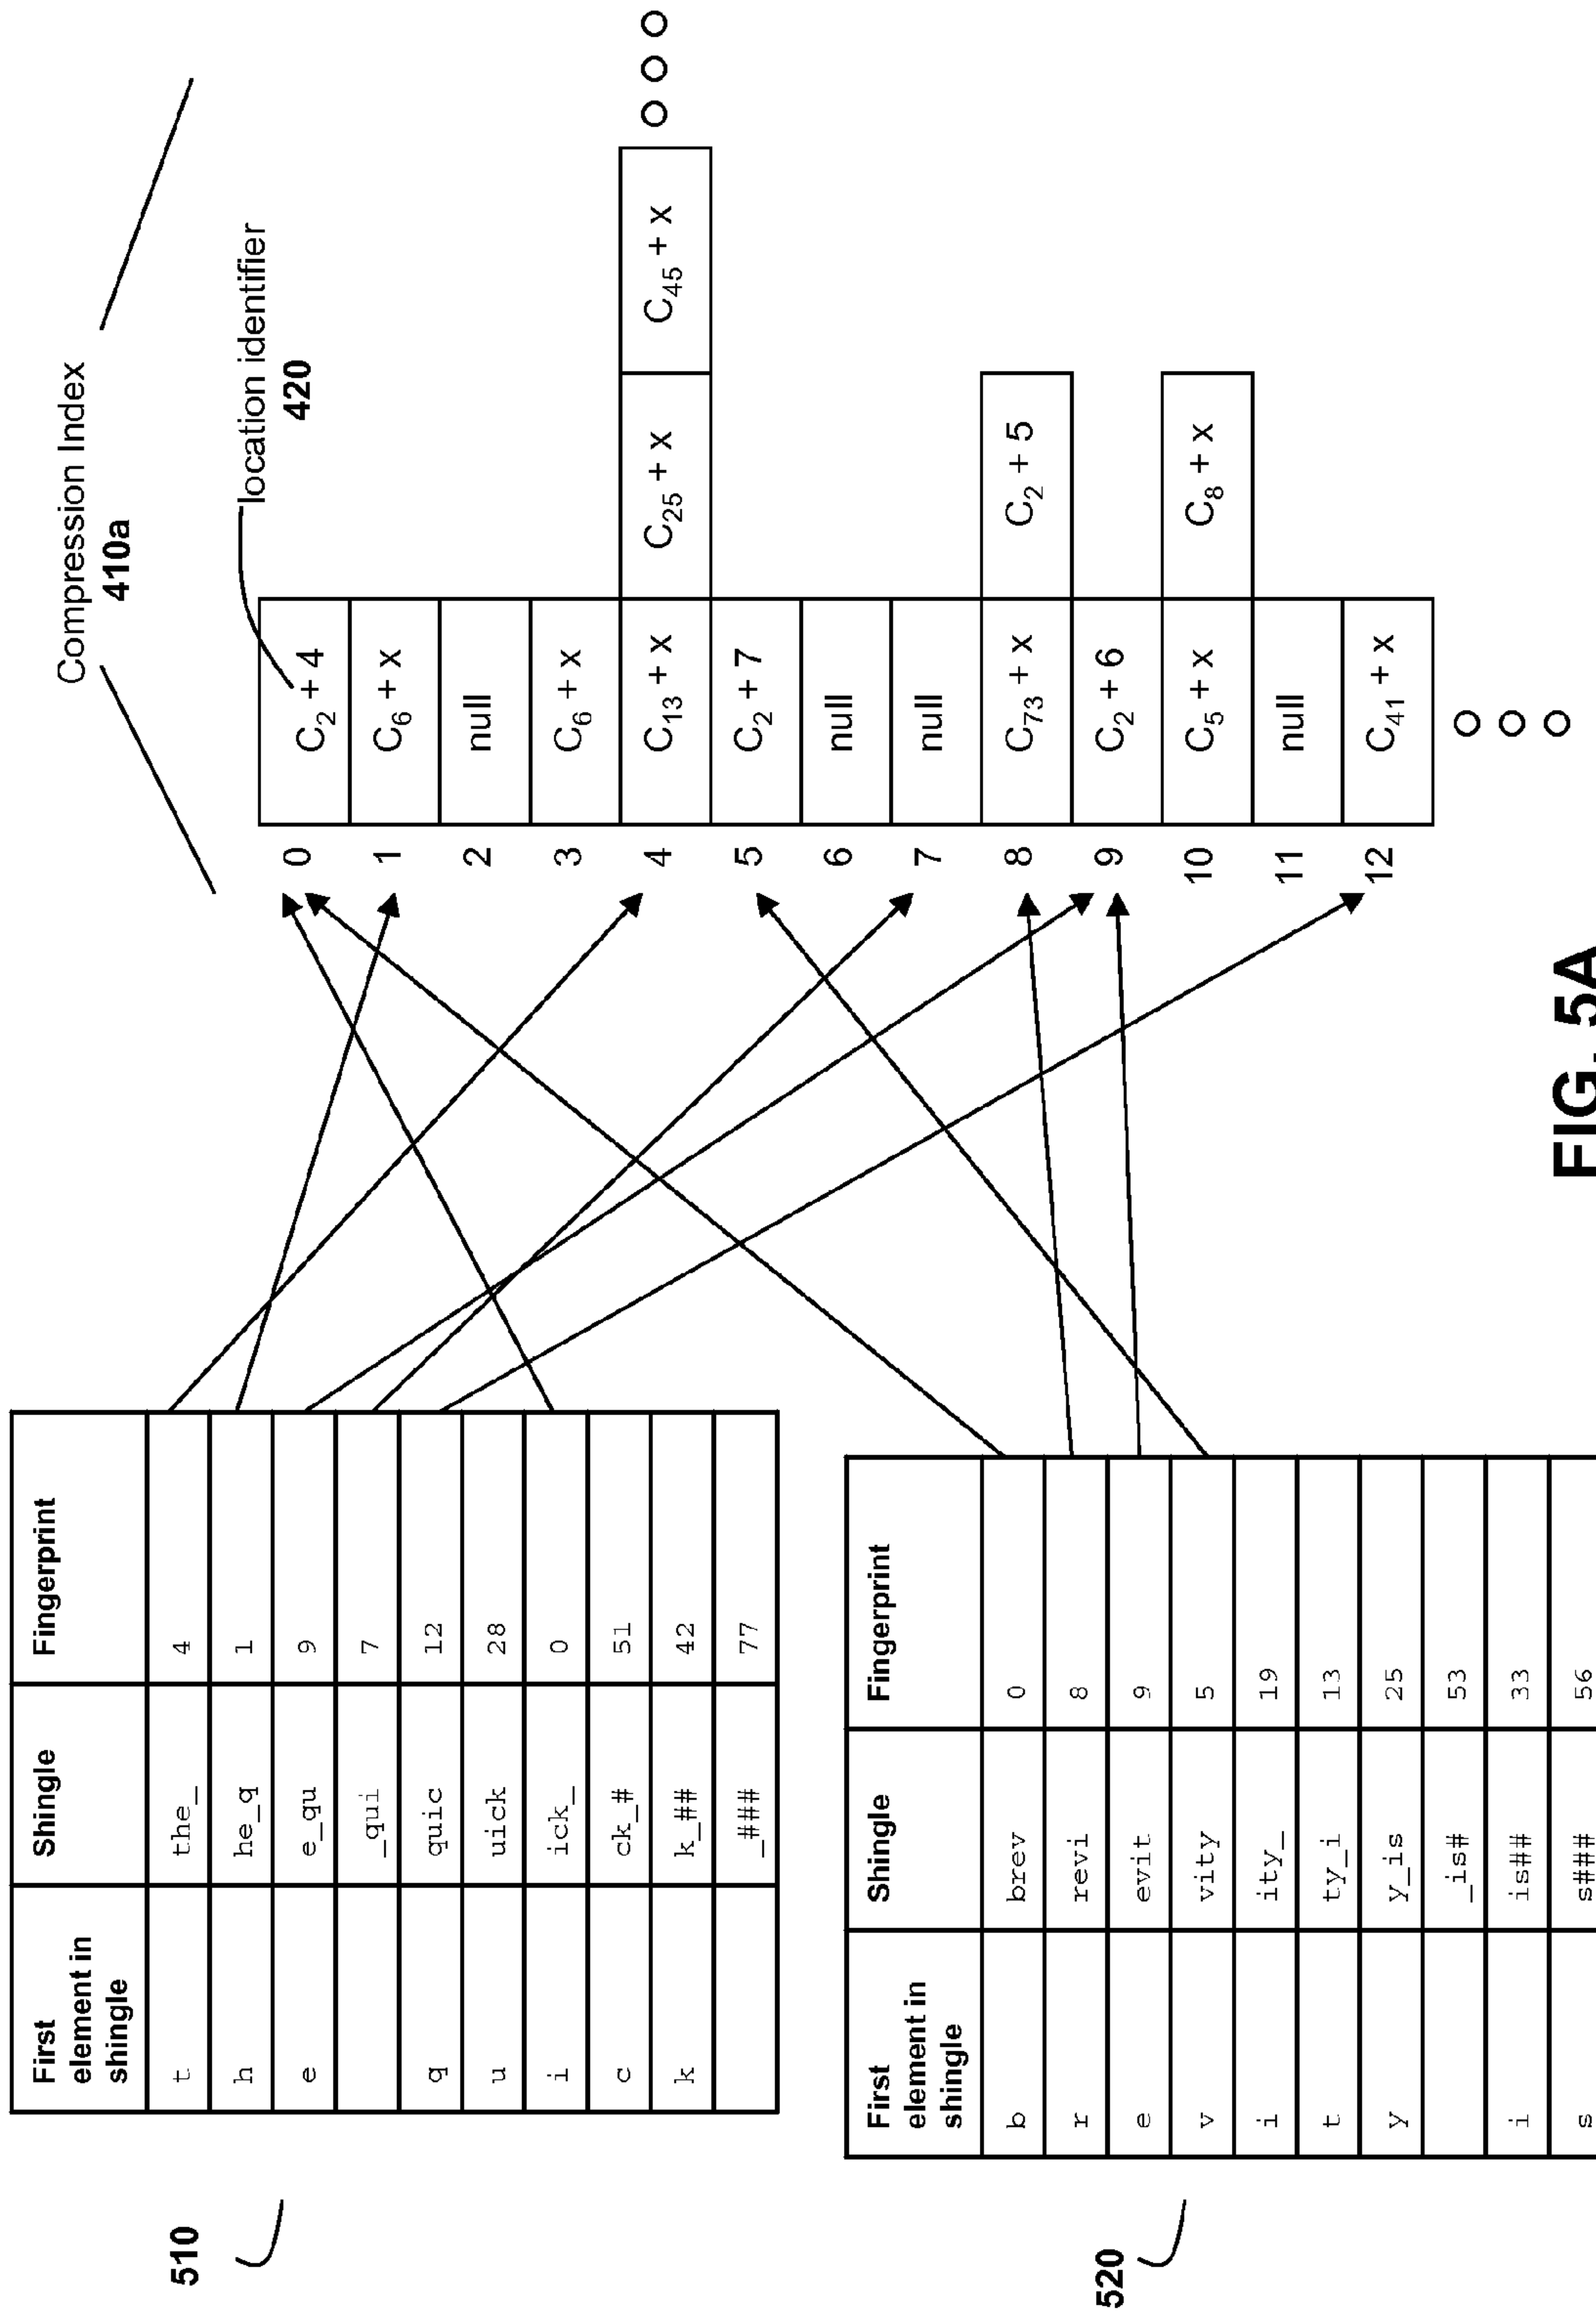 Compression Index
410a
location identifier
420
510
First element in shingle Shingle Fingerprint
t the_ 4
h he_q 1
e e_qu 9
_qui 7
q quic 12
u uick 28
i ick_ 0
c ck_# 51
k k_## 42
_### 77
520
First element in shingle Shingle Fingerprint
b brev 0
r revi 8
e evit 9
v vity 5
i ity_ 19
t ty_i 13
y y_is 25
_is# 53
i is## 33
s s### 56
0 C2 + 4
1 C6 + x
2 null
3 C6 + x
4 C13 + x C25 + x C45 + x
5 C2 + 7
6 null
7 null
8 C73 + x C2 + 5
9 C2 + 6
10 C5 + x C8 + x
11 null
12 C41 + x
FIG. 5A